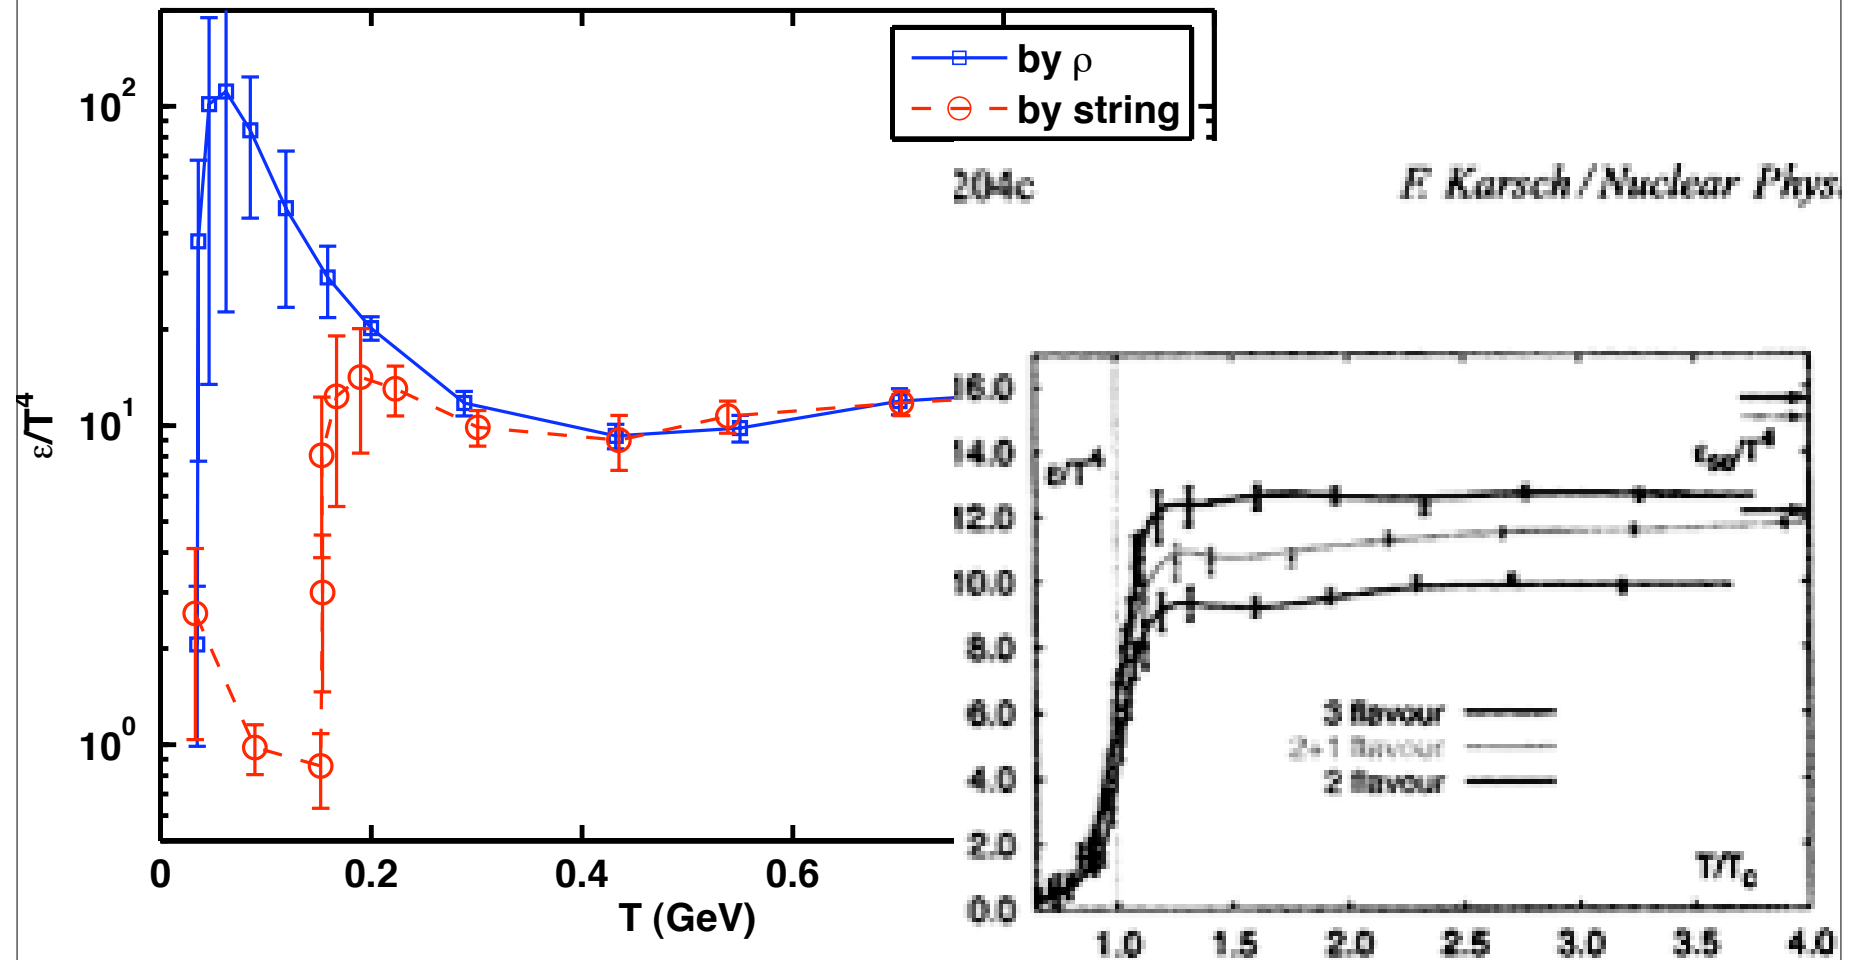 by ρ
by string
10²
10¹
10⁰
ε/T⁴
0 0.2 0.4 0.6
T (GeV)
204c F. Karsch / Nuclear Phys.
16.0
14.0
12.0
10.0
8.0
6.0
4.0
2.0
0.0
ε/T⁴
εSB/T⁴
3 flavour
2+1 flavour
2 flavour
T/Tc
1.0 1.5 2.0 2.5 3.0 3.5 4.0